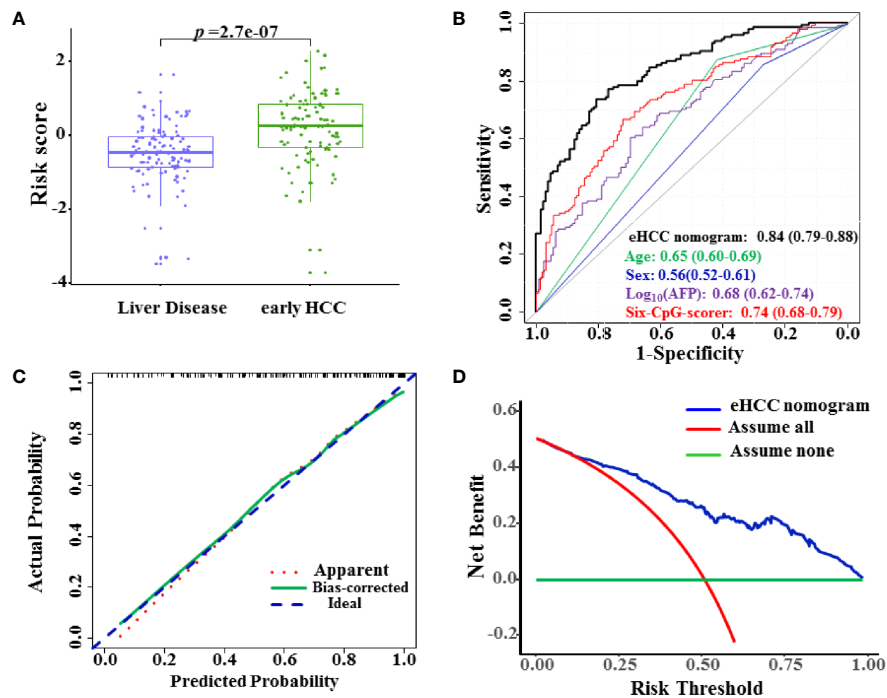 A
p=2.7e-07
Risk score
2
0
-2
-4
Liver Disease
early HCC
B
Sensitivity
1.0
0.8
0.6
0.4
0.2
0.0
eHCC nomogram: 0.84 (0.79-0.88)
Age: 0.65 (0.60-0.69)
Sex: 0.56(0.52-0.61)
Log10(AFP): 0.68 (0.62-0.74)
Six-CpG-scorer: 0.74 (0.68-0.79)
1.0 0.8 0.6 0.4 0.2 0.0
1-Specificity
C
Actual Probability
1.0
0.8
0.6
0.4
0.2
0.0
Apparent
Bias-corrected
Ideal
0.0 0.2 0.4 0.6 0.8 1.0
Predicted Probability
D
Net Benefit
0.6
0.4
0.2
0.0
-0.2
eHCC nomogram
Assume all
Assume none
0.00 0.25 0.50 0.75 1.00
Risk Threshold